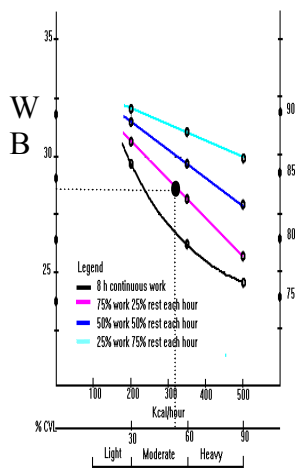 35
W
B
30
25
90
85
80
75
Legend
8 h continuous work
75% work 25% rest each hour
50% work 50% rest each hour
25% work 75% rest each hour
100 200 300 400 500
Kcal/hour
% CVL
30 60 90
Light Moderate Heavy